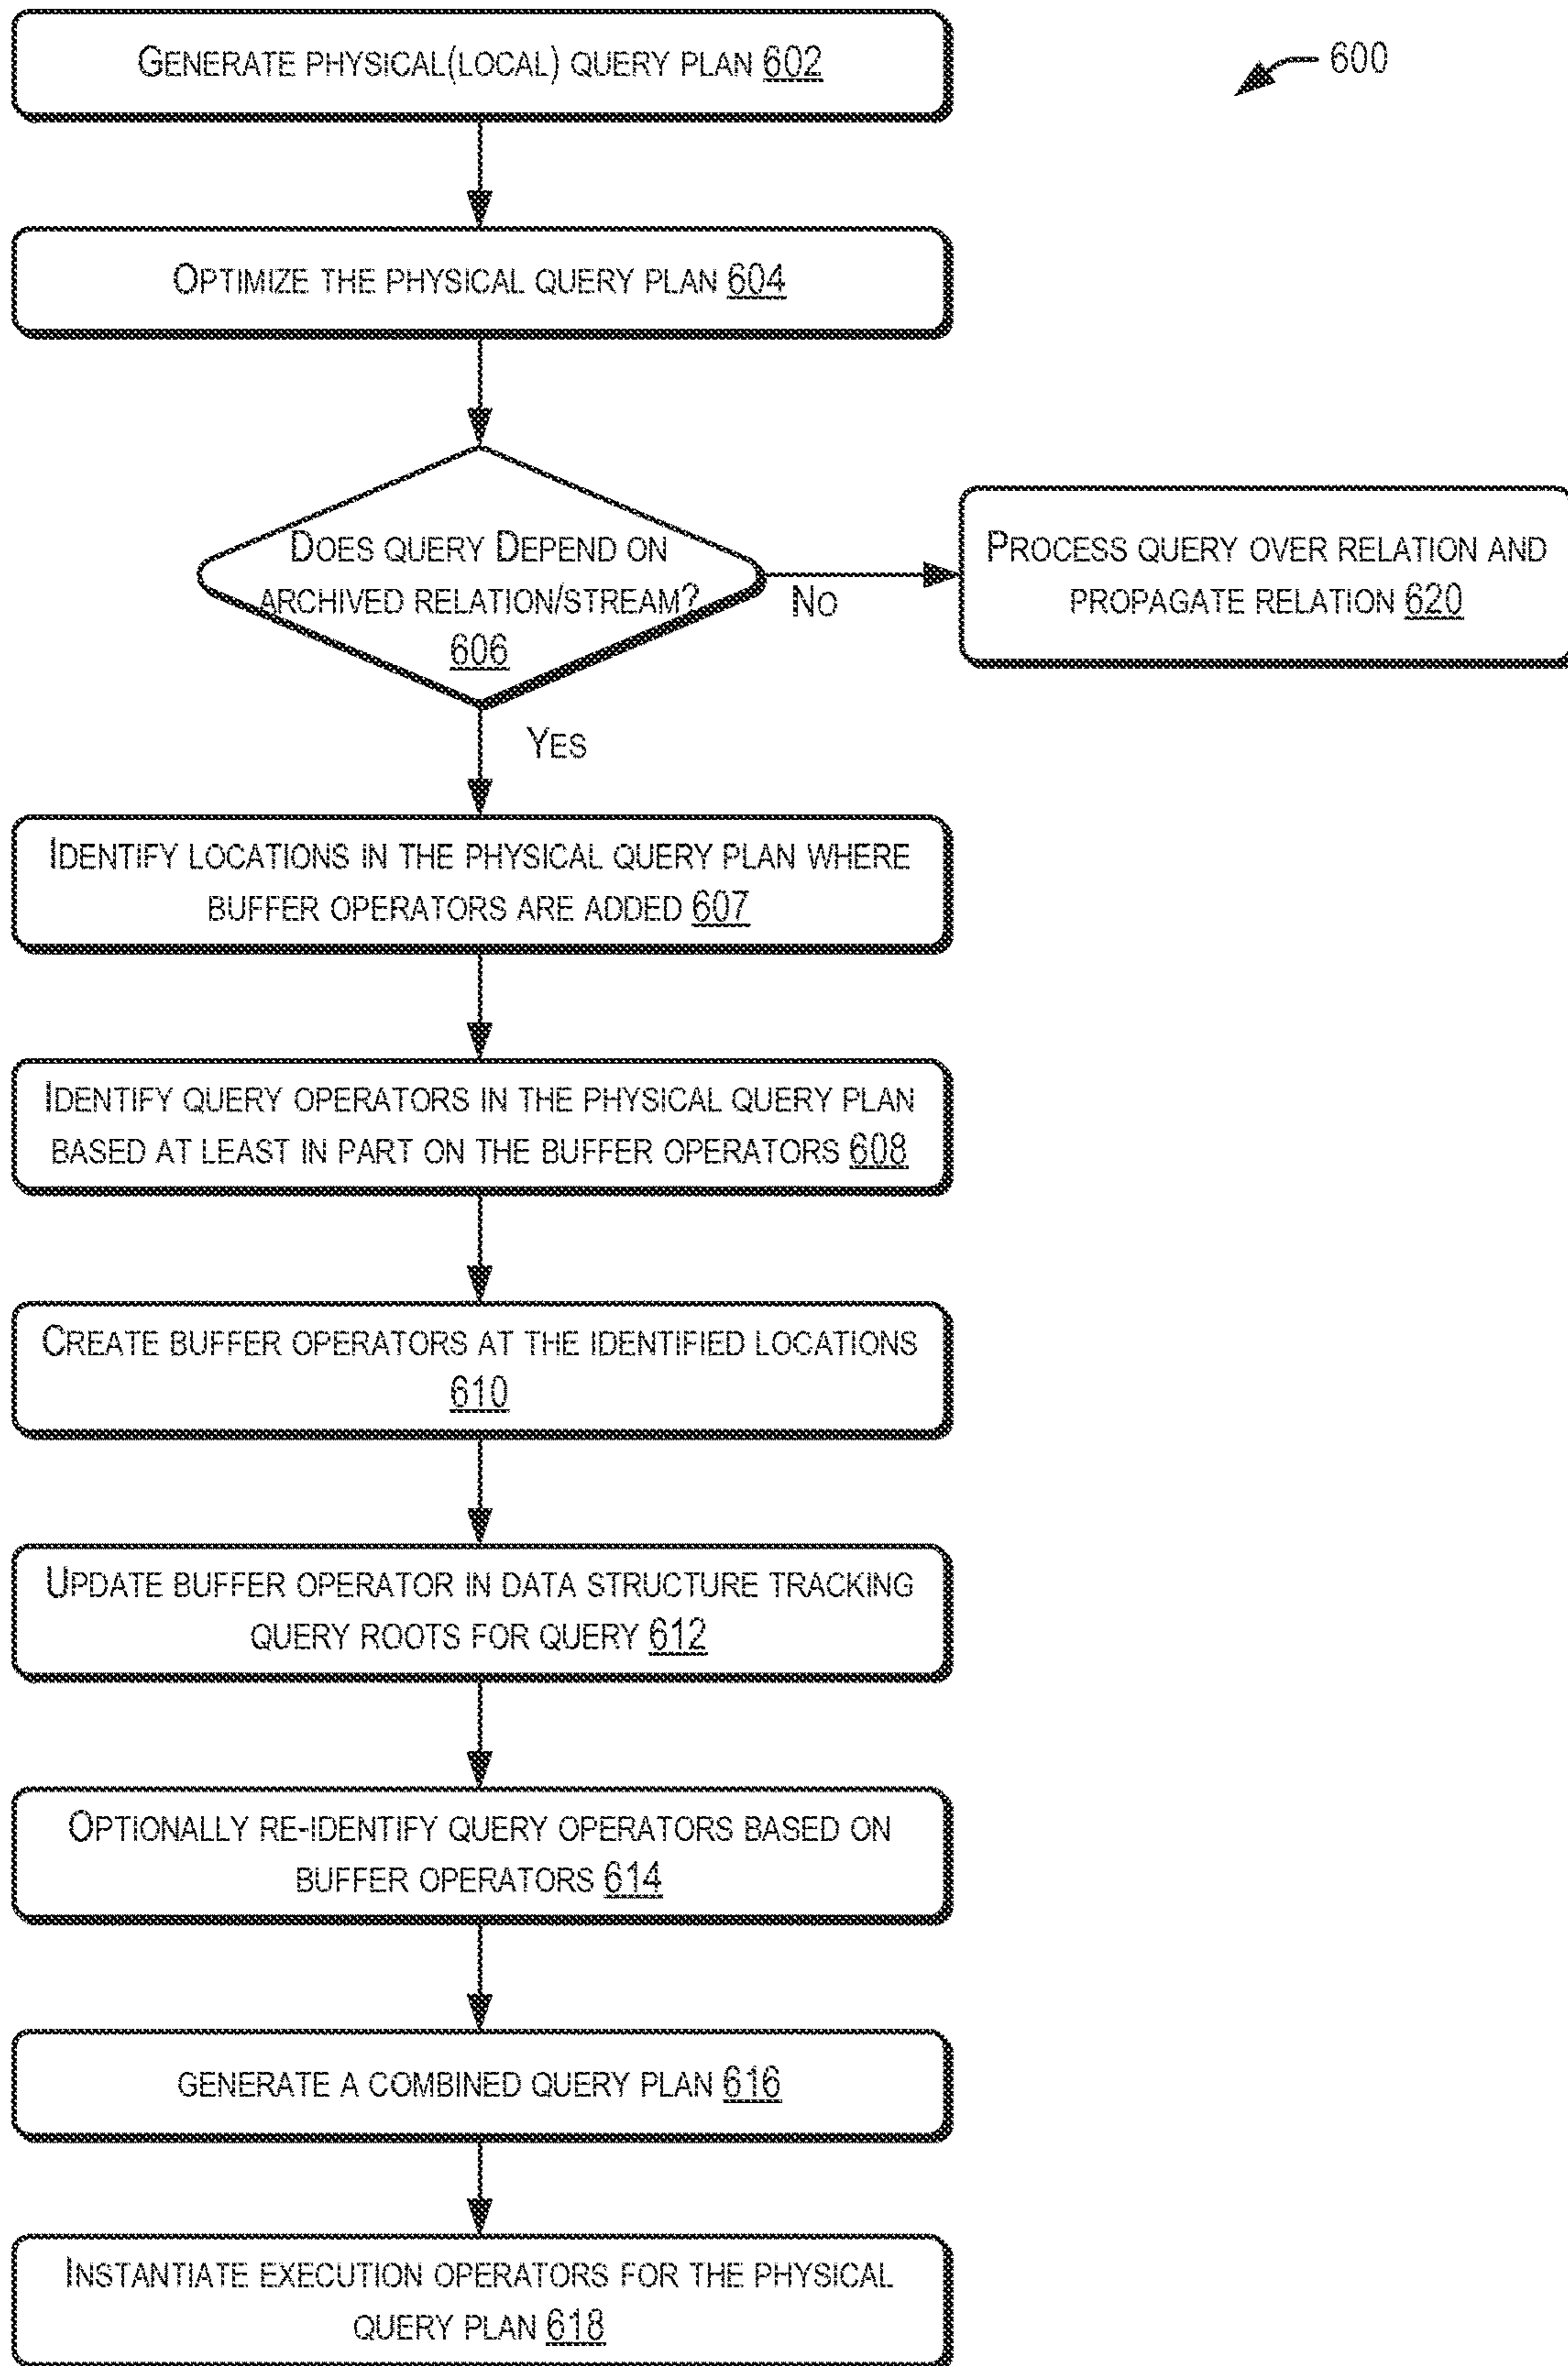 GENERATE PHYSICAL(LOCAL) QUERY PLAN 602
600
OPTIMIZE THE PHYSICAL QUERY PLAN 604
DOES QUERY DEPEND ON
ARCHIVED RELATION/STREAM?
606
NO
PROCESS QUERY OVER RELATION AND
PROPAGATE RELATION 620
YES
IDENTIFY LOCATIONS IN THE PHYSICAL QUERY PLAN WHERE
BUFFER OPERATORS ARE ADDED 607
IDENTIFY QUERY OPERATORS IN THE PHYSICAL QUERY PLAN
BASED AT LEAST IN PART ON THE BUFFER OPERATORS 608
CREATE BUFFER OPERATORS AT THE IDENTIFIED LOCATIONS
610
UPDATE BUFFER OPERATOR IN DATA STRUCTURE TRACKING
QUERY ROOTS FOR QUERY 612
OPTIONALLY RE-IDENTIFY QUERY OPERATORS BASED ON
BUFFER OPERATORS 614
GENERATE A COMBINED QUERY PLAN 616
INSTANTIATE EXECUTION OPERATORS FOR THE PHYSICAL
QUERY PLAN 618